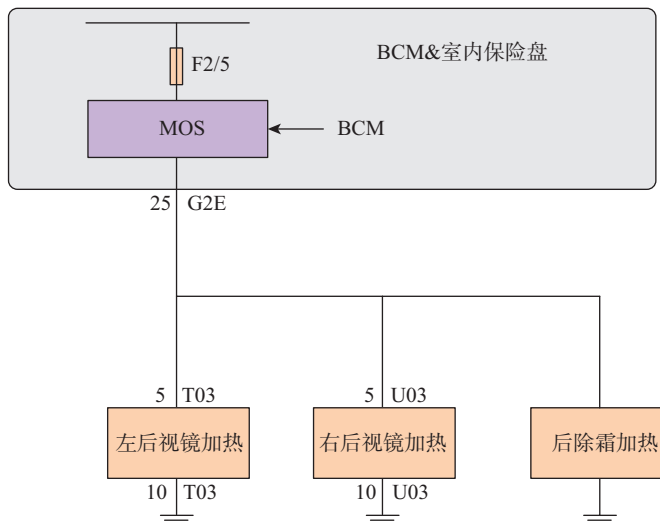 BCM&室内保险盘
F2/5
MOS
BCM
25 G2E
5 T03
5 U03
左后视镜加热
右后视镜加热
后除霜加热
10 T03
10 U03